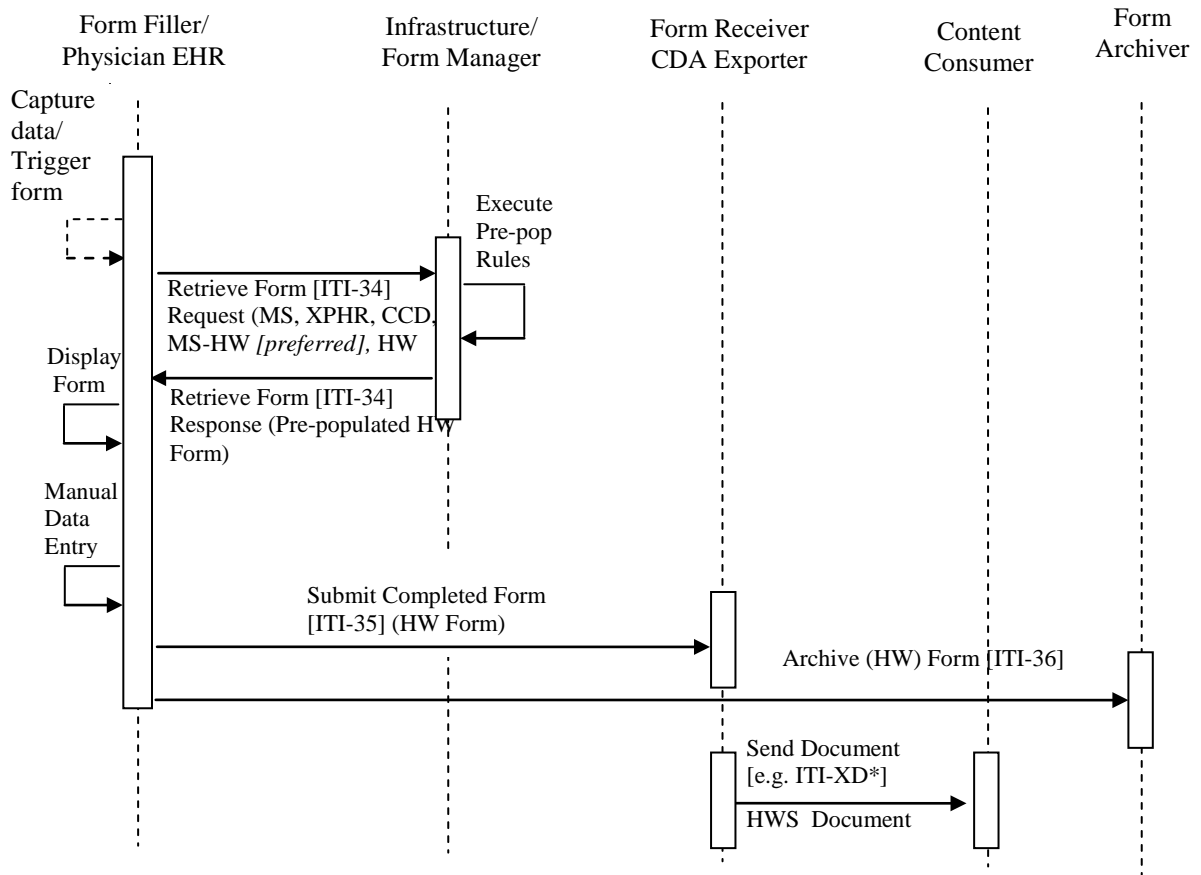 Form Filler/
Physician EHR
Infrastructure/
Form Manager
Form Receiver
CDA Exporter
Content
Consumer
Form
Archiver
Capture
data/
Trigger
form
Execute
Pre-pop
Rules
Retrieve Form [ITI-34]
Request (MS, XPHR, CCD,
MS-HW [preferred], HW
Display
Form
Retrieve Form [ITI-34]
Response (Pre-populated HW
Form)
Manual
Data
Entry
Submit Completed Form
[ITI-35] (HW Form)
Archive (HW) Form [ITI-36]
Send Document
[e.g. ITI-XD*]
HWS Document